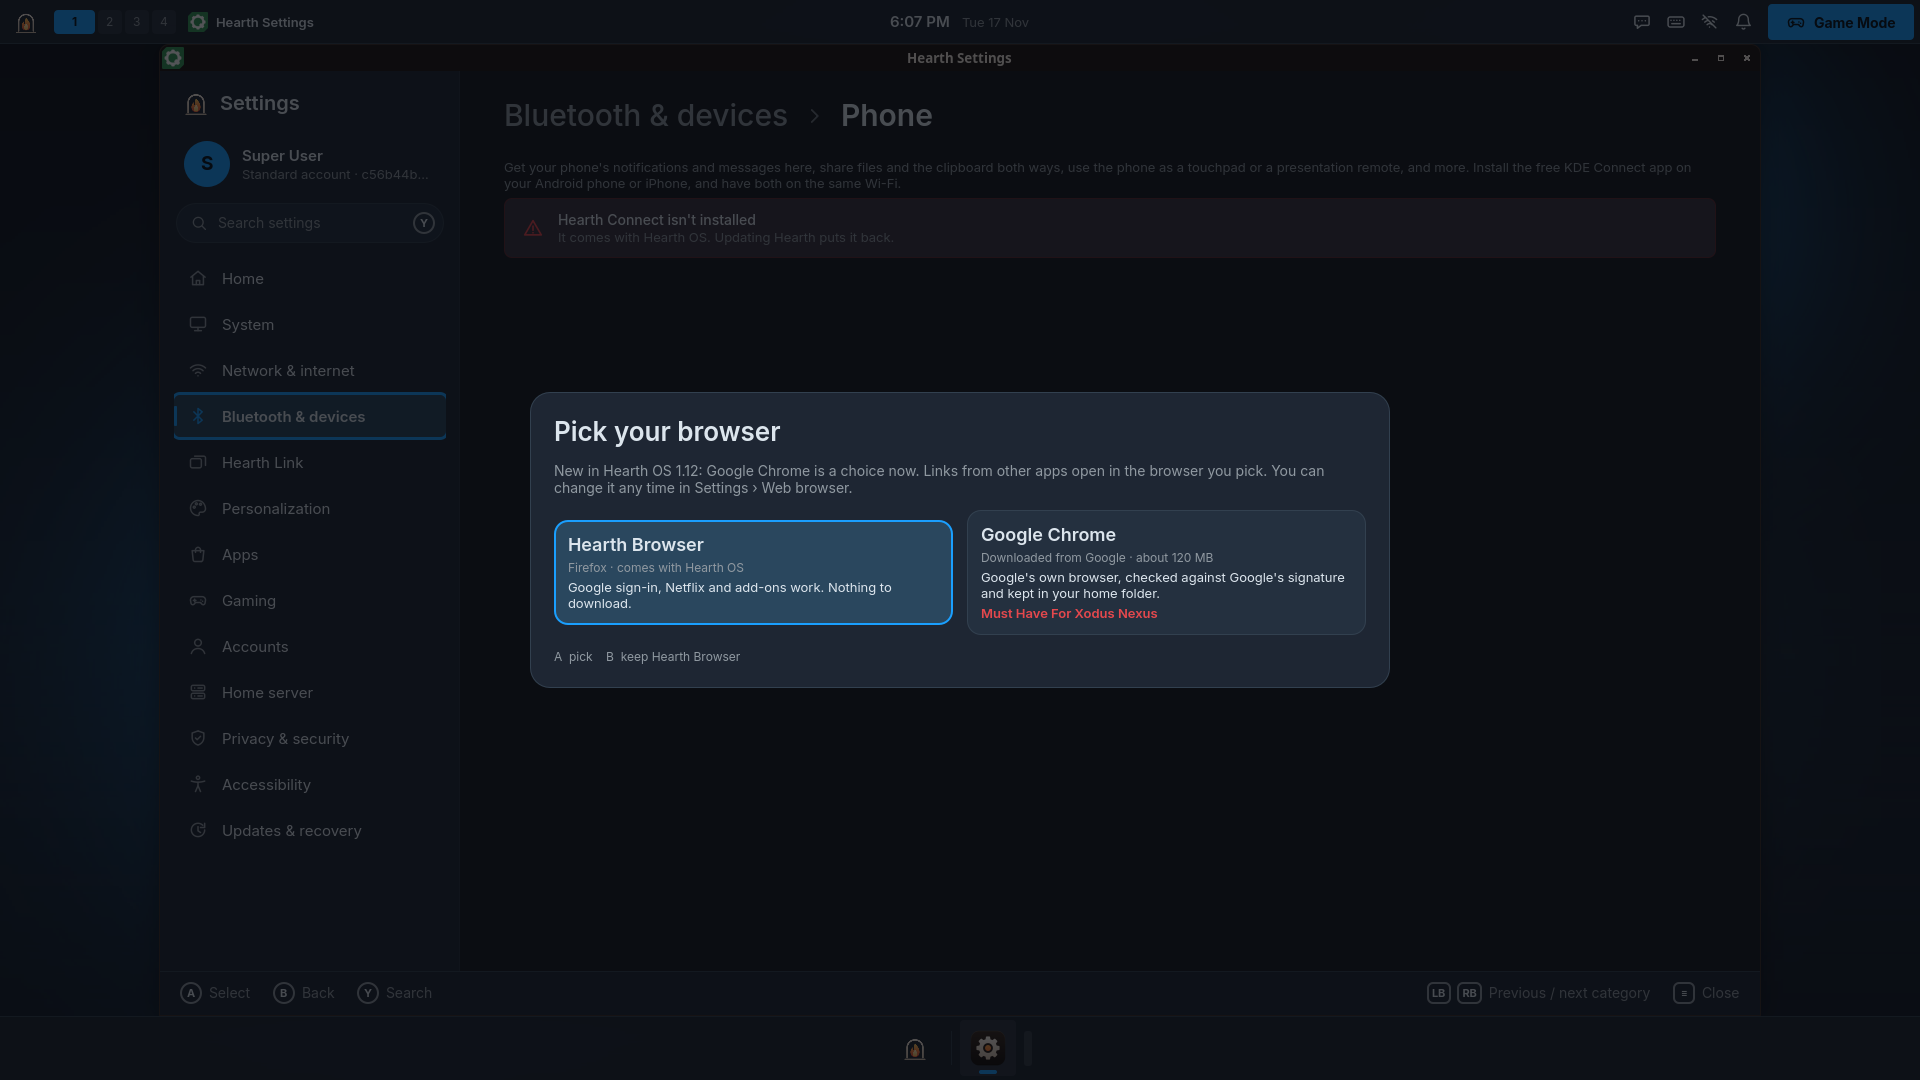 1 2 3 4 Hearth Settings 6:07 PM Tue 17 Nov Game Mode
Hearth Settings
Settings
S Super User
Standard account · c56b44b...
Search settings Y
Home
System
Network & internet
Bluetooth & devices
Hearth Link
Personalization
Apps
Gaming
Accounts
Home server
Privacy & security
Accessibility
Updates & recovery
Bluetooth & devices › Phone
Get your phone's notifications and messages here, share files and the clipboard both ways, use the phone as a touchpad or a presentation remote, and more. Install the free KDE Connect app on
your Android phone or iPhone, and have both on the same Wi-Fi.
Hearth Connect isn't installed
It comes with Hearth OS. Updating Hearth puts it back.
Pick your browser
New in Hearth OS 1.12: Google Chrome is a choice now. Links from other apps open in the browser you pick. You can
change it any time in Settings › Web browser.
Hearth Browser
Firefox · comes with Hearth OS
Google sign-in, Netflix and add-ons work. Nothing to
download.
Google Chrome
Downloaded from Google · about 120 MB
Google's own browser, checked against Google's signature
and kept in your home folder.
Must Have For Xodus Nexus
A pick B keep Hearth Browser
A Select B Back Y Search LB RB Previous / next category ≡ Close